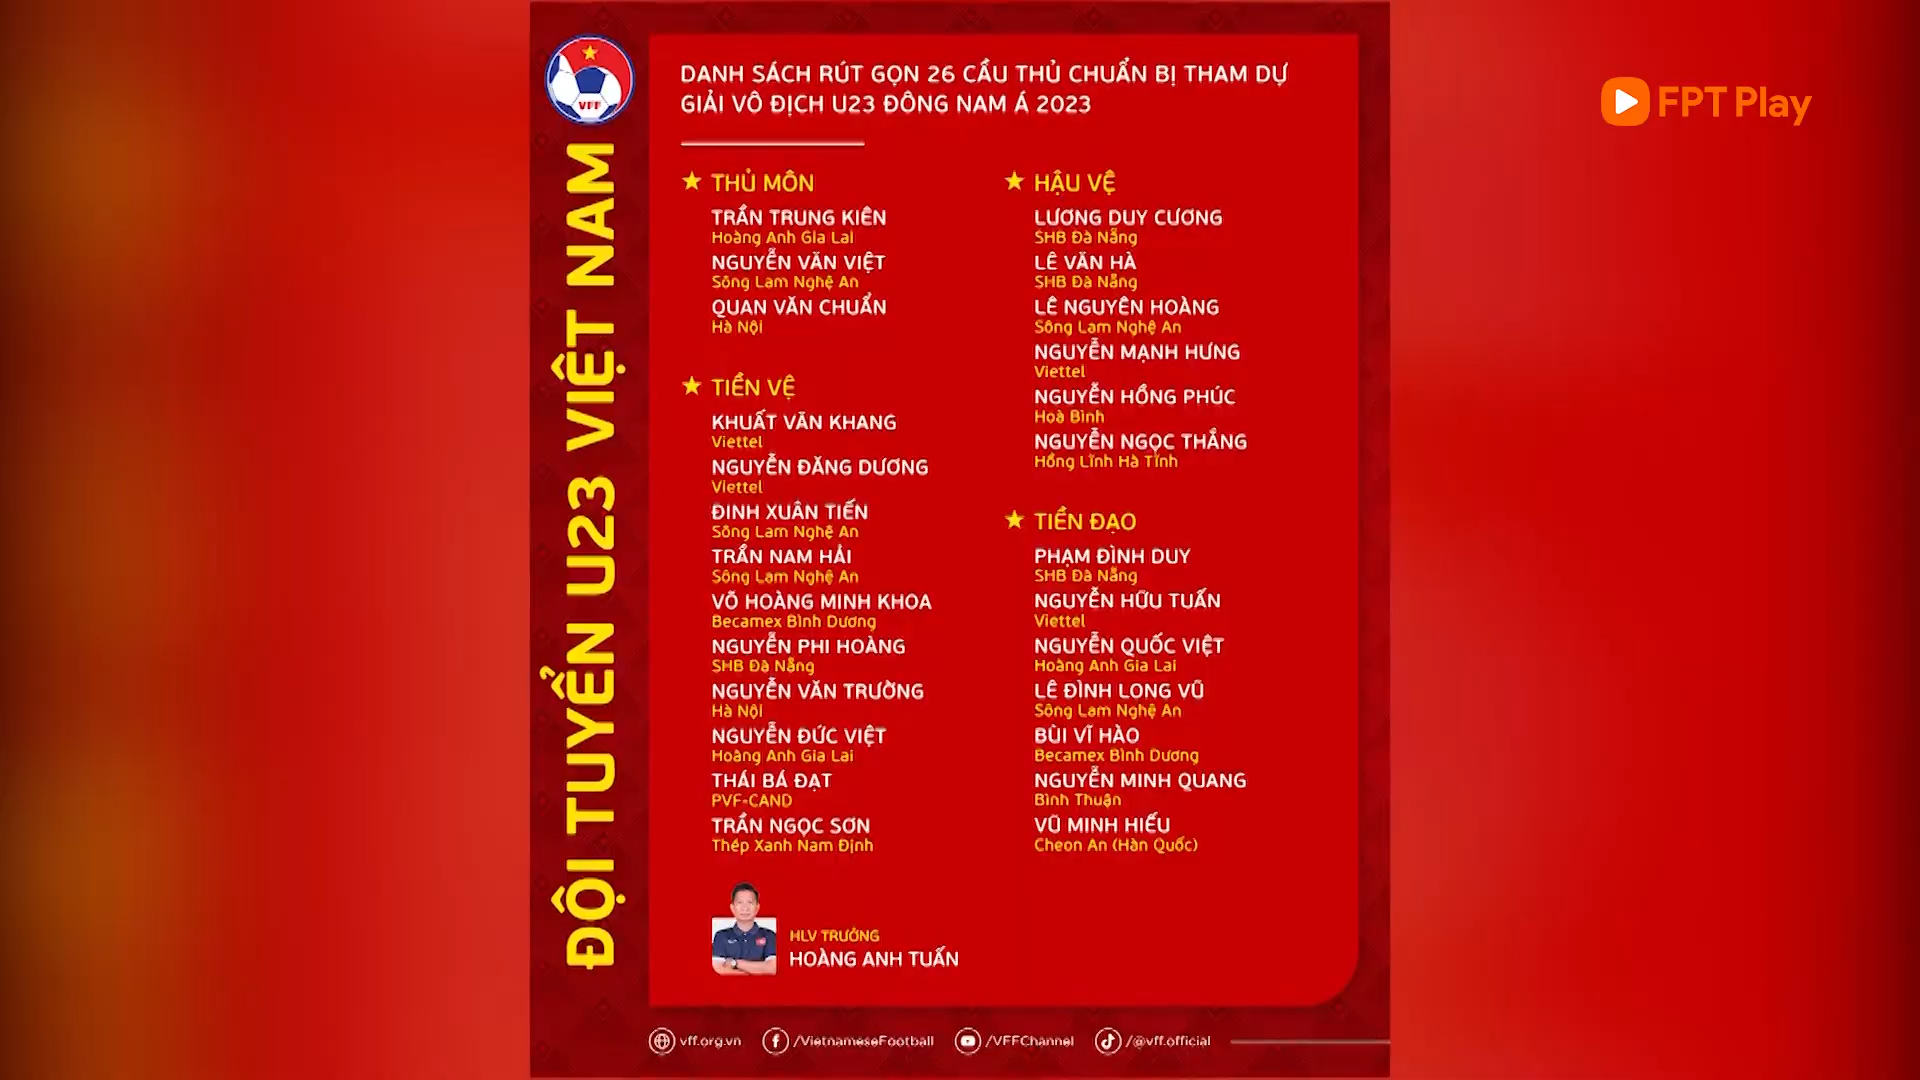 VFF
ĐỘI TUYỂN U23 VIỆT NAM
DANH SÁCH RÚT GỌN 26 CẦU THỦ CHUẨN BỊ THAM DỰ
GIẢI VÔ ĐỊCH U23 ĐÔNG NAM Á 2023
FPT Play
THỦ MÔN
TRẦN TRUNG KIÊN
Hoàng Anh Gia Lai
NGUYỄN VĂN VIỆT
Sông Lam Nghệ An
QUAN VĂN CHUẨN
Hà Nội
TIỀN VỆ
KHUẤT VĂN KHANG
Viettel
NGUYỄN ĐĂNG DƯƠNG
Viettel
ĐINH XUÂN TIẾN
Sông Lam Nghệ An
TRẦN NAM HẢI
Sông Lam Nghệ An
VÕ HOÀNG MINH KHOA
Becamex Bình Dương
NGUYỄN PHI HOÀNG
SHB Đà Nẵng
NGUYỄN VĂN TRƯỜNG
Hà Nội
NGUYỄN ĐỨC VIỆT
Hoàng Anh Gia Lai
THÁI BÁ ĐẠT
PVF-CAND
TRẦN NGỌC SƠN
Thép Xanh Nam Định
HẬU VỆ
LƯƠNG DUY CƯƠNG
SHB Đà Nẵng
LÊ VĂN HÀ
SHB Đà Nẵng
LÊ NGUYÊN HOÀNG
Sông Lam Nghệ An
NGUYỄN MẠNH HƯNG
Viettel
NGUYỄN HỒNG PHÚC
Hoà Bình
NGUYỄN NGỌC THẮNG
Hồng Lĩnh Hà Tĩnh
TIỀN ĐẠO
PHẠM ĐÌNH DUY
SHB Đà Nẵng
NGUYỄN HỮU TUẤN
Viettel
NGUYỄN QUỐC VIỆT
Hoàng Anh Gia Lai
LÊ ĐÌNH LONG VŨ
Sông Lam Nghệ An
BÙI VĨ HÀO
Becamex Bình Dương
NGUYỄN MINH QUANG
Bình Thuận
VŨ MINH HIẾU
Cheon An (Hàn Quốc)
HLV TRƯỞNG
HOÀNG ANH TUẤN
vff.org.vn /VietnameseFootball /VFFChannel /@vff.official